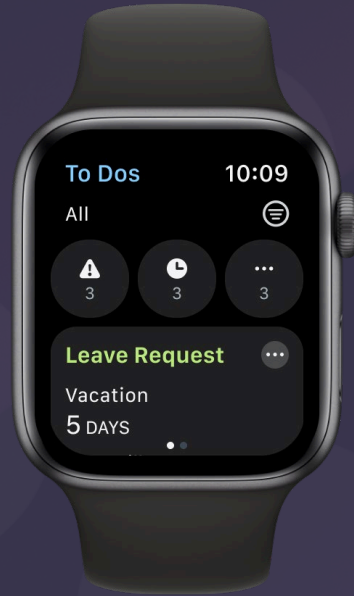 To Dos 10:09
All
3 3 3
Leave Request
Vacation
5 DAYS